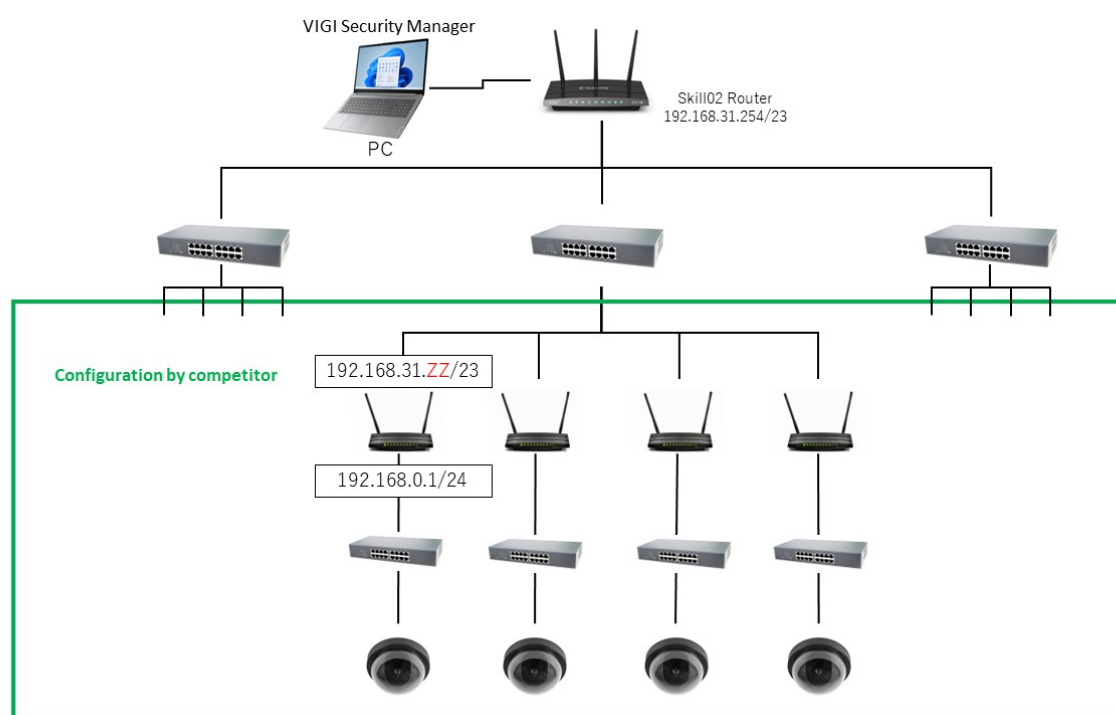 VIGI Security Manager
Skill02 Router
192.168.31.254/23
PC
Configuration by competitor
192.168.31.ZZ/23
192.168.0.1/24